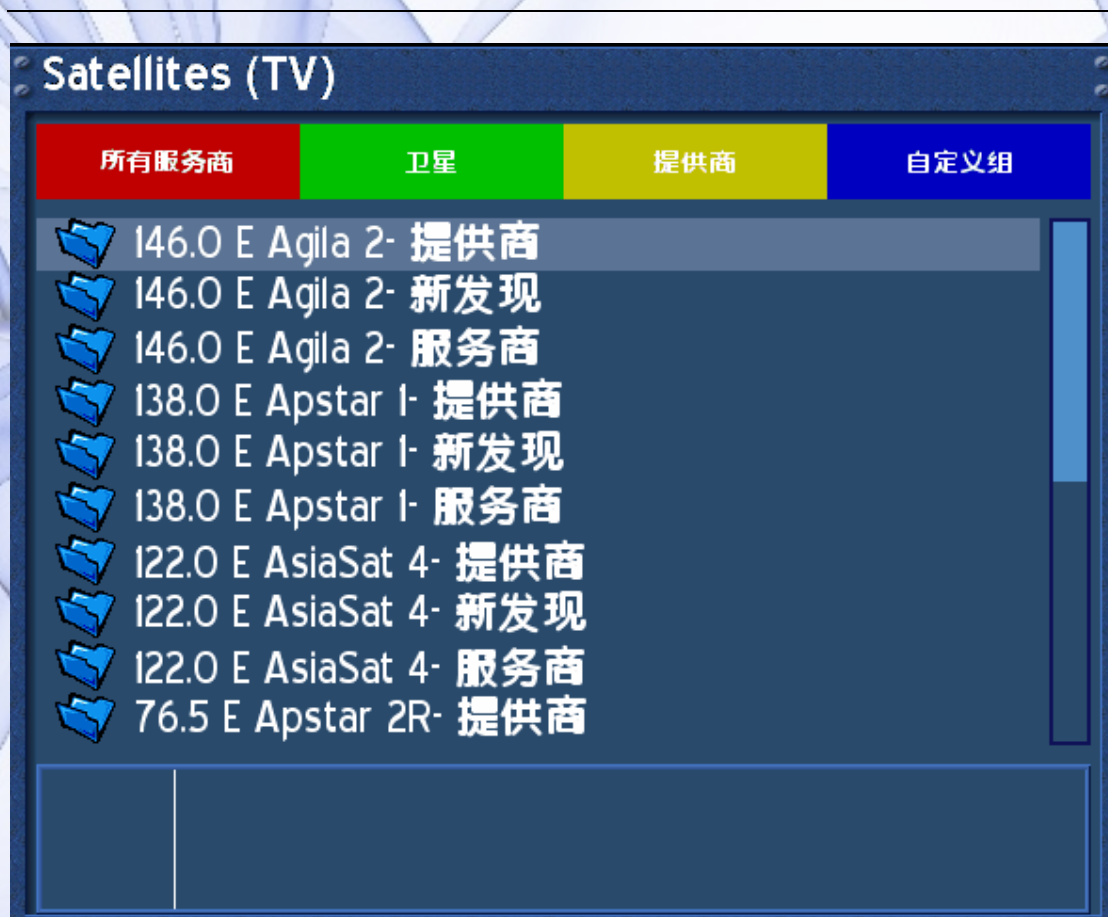 Satellites (TV)
所有服务商 卫星 提供商 自定义组
146.0 E Agila 2- 提供商
146.0 E Agila 2- 新发现
146.0 E Agila 2- 服务商
138.0 E Apstar 1- 提供商
138.0 E Apstar 1- 新发现
138.0 E Apstar 1- 服务商
122.0 E AsiaSat 4- 提供商
122.0 E AsiaSat 4- 新发现
122.0 E AsiaSat 4- 服务商
76.5 E Apstar 2R- 提供商